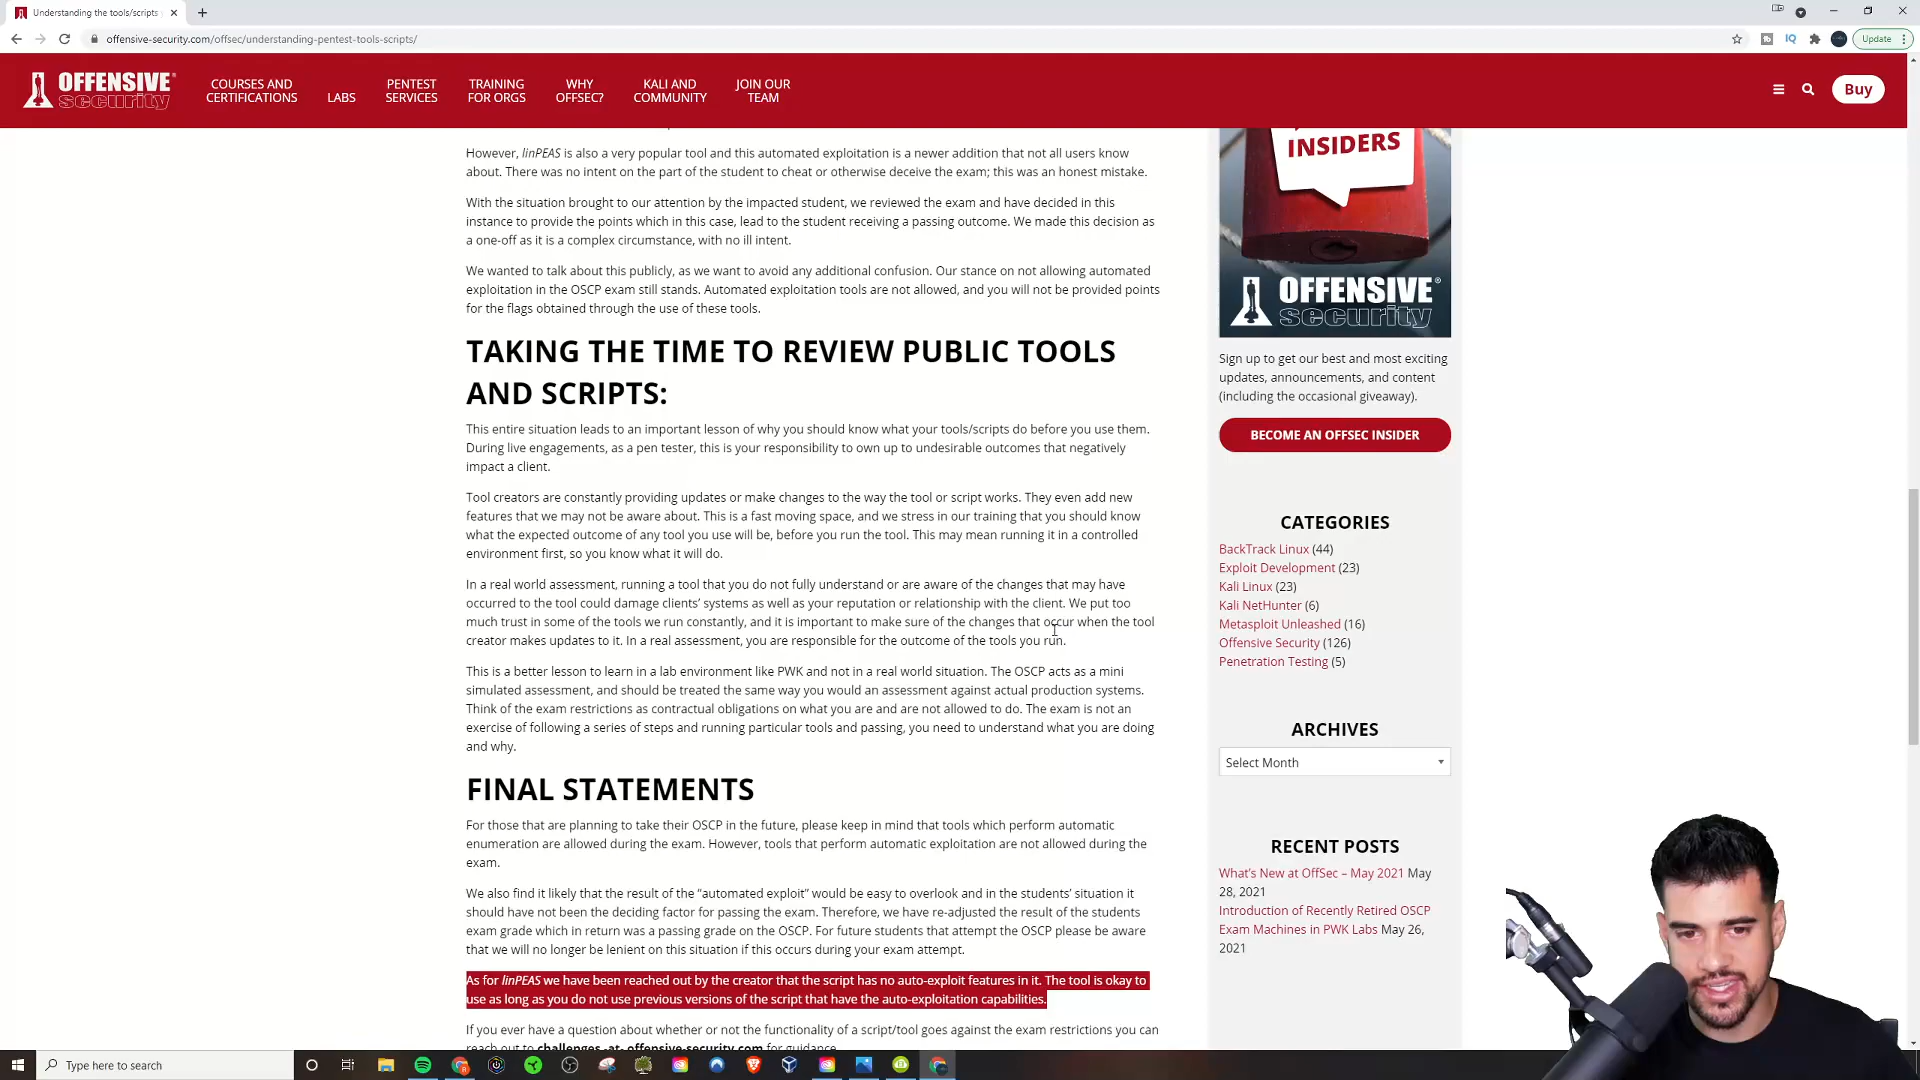 Understanding the tools/scripts
offensive-security.com/offsec/understanding-pentest-tools-scripts/
Update
OFFENSIVE
security
COURSES AND
CERTIFICATIONS
LABS
PENTEST
SERVICES
TRAINING
FOR ORGS
WHY
OFFSEC?
KALI AND
COMMUNITY
JOIN OUR
TEAM
Buy
However, linPEAS is also a very popular tool and this automated exploitation is a newer addition that not all users know
about. There was no intent on the part of the student to cheat or otherwise deceive the exam; this was an honest mistake.
With the situation brought to our attention by the impacted student, we reviewed the exam and have decided in this
instance to provide the points which in this case, lead to the student receiving a passing outcome. We made this decision as
a one-off as it is a complex circumstance, with no ill intent.
We wanted to talk about this publicly, as we want to avoid any additional confusion. Our stance on not allowing automated
exploitation in the OSCP exam still stands. Automated exploitation tools are not allowed, and you will not be provided points
for the flags obtained through the use of these tools.
TAKING THE TIME TO REVIEW PUBLIC TOOLS
AND SCRIPTS:
This entire situation leads to an important lesson of why you should know what your tools/scripts do before you use them.
During live engagements, as a pen tester, this is your responsibility to own up to undesirable outcomes that negatively
impact a client.
Tool creators are constantly providing updates or make changes to the way the tool or script works. They even add new
features that we may not be aware about. This is a fast moving space, and we stress in our training that you should know
what the expected outcome of any tool you use will be, before you run the tool. This may mean running it in a controlled
environment first, so you know what it will do.
In a real world assessment, running a tool that you do not fully understand or are aware of the changes that may have
occurred to the tool could damage clients' systems as well as your reputation or relationship with the client. We put too
much trust in some of the tools we run constantly, and it is important to make sure of the changes that occur when the tool
creator makes updates to it. In a real assessment, you are responsible for the outcome of the tools you run.
This is a better lesson to learn in a lab environment like PWK and not in a real world situation. The OSCP acts as a mini
simulated assessment, and should be treated the same way you would an assessment against actual production systems.
Think of the exam restrictions as contractual obligations on what you are and are not allowed to do. The exam is not an
exercise of following a series of steps and running particular tools and passing, you need to understand what you are doing
and why.
FINAL STATEMENTS
For those that are planning to take their OSCP in the future, please keep in mind that tools which perform automatic
enumeration are allowed during the exam. However, tools that perform automatic exploitation are not allowed during the
exam.
We also find it likely that the result of the "automated exploit" would be easy to overlook and in the students' situation it
should have not been the deciding factor for passing the exam. Therefore, we have re-adjusted the result of the students
exam grade which in return was a passing grade on the OSCP. For future students that attempt the OSCP please be aware
that we will no longer be lenient on this situation if this occurs during your exam attempt.
As for linPEAS we have been reached out by the creator that the script has no auto-exploit features in it. The tool is okay to
use as long as you do not use previous versions of the script that have the auto-exploitation capabilities.
If you ever have a question about whether or not the functionality of a script/tool goes against the exam restrictions you can
reach out to challenges -at- offensive-security.com for guidance.
INSIDERS
OFFENSIVE
security
Sign up to get our best and most exciting
updates, announcements, and content
(including the occasional giveaway).
BECOME AN OFFSEC INSIDER
CATEGORIES
BackTrack Linux (44)
Exploit Development (23)
Kali Linux (23)
Kali NetHunter (6)
Metasploit Unleashed (16)
Offensive Security (126)
Penetration Testing (5)
ARCHIVES
Select Month
RECENT POSTS
What's New at OffSec – May 2021 May
28, 2021
Introduction of Recently Retired OSCP
Exam Machines in PWK Labs May 26,
2021
Type here to search